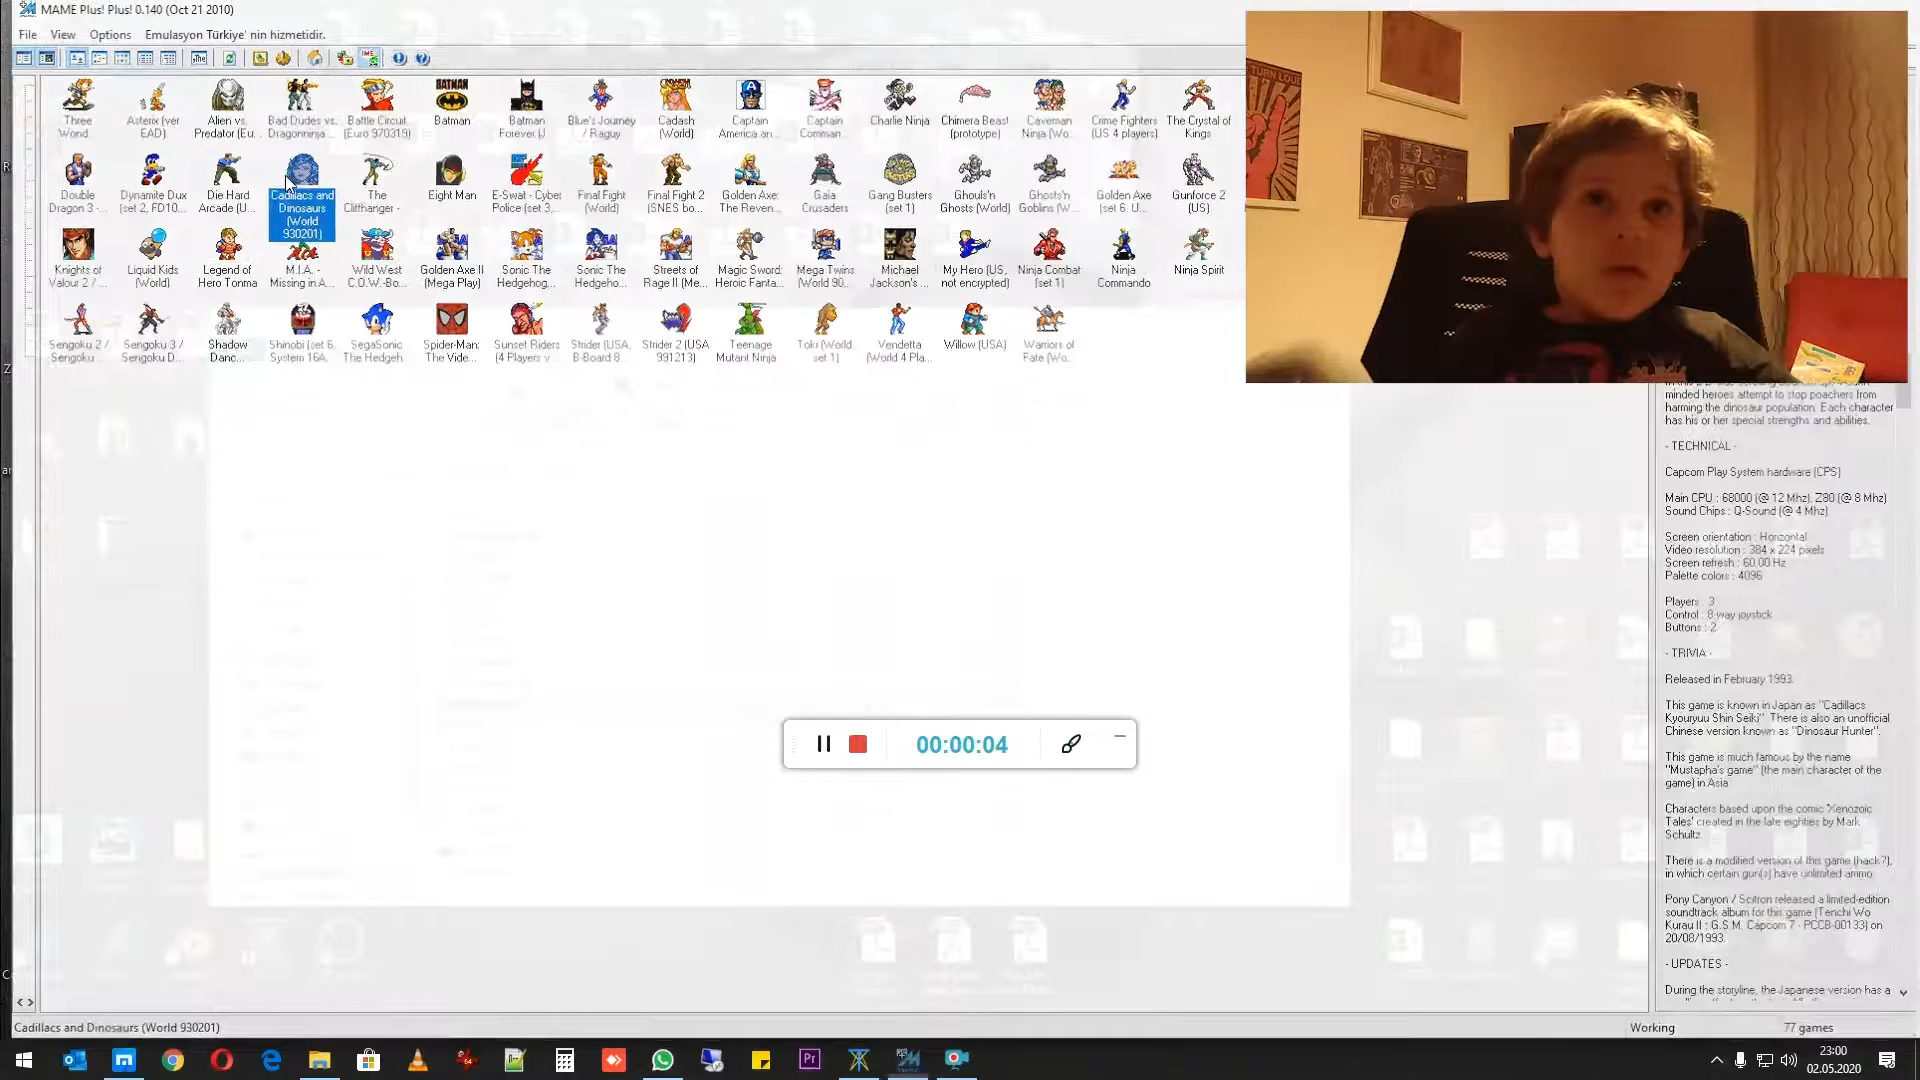 MAME Plus! Plus! 0.140 (Oct 21 2010)
File View Options Emulasyon Türkiye' nin hizmetidir.
TURN LOUD
Three Wond...
Asterix (ver EAD)
Alien vs. Predator (Eu...
Bad Dudes vs. Dragonninja...
Battle Circuit (Euro 970319)
Batman
Batman Forever (J
Blue's Journey / Raguy
Cadash (World)
Captain America an...
Captain Comman...
Charlie Ninja
Chimera Beast (prototype)
Caveman Ninja (Wo...
Crime Fighters (US 4 players)
The Crystal of Kings
Double Dragon 3 -...
Dynamite Dux (set 2, FD10...
Die Hard Arcade (U...
Cadillacs and Dinosaurs (World 930201)
The Cliffhanger -
Eight Man
E-Swat - Cyber Police (set 3,...
Final Fight (World)
Final Fight 2 (SNES bo...
Golden Axe: The Reven...
Gaia Crusaders
Gang Busters (set 1)
Ghouls'n Ghosts (World)
Ghosts'n Goblins (W...
Golden Axe (set 6, U...
Gunforce 2 (US)
Knights of Valour 2 /...
Liquid Kids (World)
Legend of Hero Tonma
M.I.A. - Missing in A...
Wild West C.O.W.-Bo...
Golden Axe II (Mega Play)
Sonic The Hedgehog...
Sonic The Hedgeho...
Streets of Rage II (Me...
Magic Sword: Heroic Fanta...
Mega Twins (World 90...
Michael Jackson's ...
My Hero (US, not encrypted)
Ninja Combat (set 1)
Ninja Commando
Ninja Spirit
Sengoku 2 / Sengoku...
Sengoku 3 / Sengoku D...
Shadow Danc...
Shinobi (set 6, System 16A,
SegaSonic The Hedgeh...
Spider-Man: The Vide...
Sunset Riders (4 Players v
Strider (USA, B-Board 8
Strider 2 (USA 991213)
Teenage Mutant Ninja
Toki (World set 1)
Vendetta (World 4 Pla...
Willow (USA)
Warriors of Fate (Wo...
minded heroes attempt to stop poachers from
harming the dinosaur population. Each character
has his or her special strengths and abilities.
- TECHNICAL -
Capcom Play System hardware (CPS)
Main CPU : 68000 (@ 12 Mhz), Z80 (@ 8 Mhz)
Sound Chips : Q-Sound (@ 4 Mhz)
Screen orientation : Horizontal
Video resolution : 384 x 224 pixels
Screen refresh : 60.00 Hz
Palette colors : 4096
Players : 3
Control : 8-way joystick
Buttons : 2
- TRIVIA -
Released in February 1993.
This game is known in Japan as "Cadillacs
Kyouryuu Shin Seiki". There is also an unofficial
Chinese version known as "Dinosaur Hunter".
This game is much famous by the name
"Mustapha's game" (the main character of the
game) in Asia
Characters based upon the comic 'Xenozoic
Tales' created in the late eighties by Mark
Schultz.
There is a modified version of this game (hack?),
in which certain gun(s) have unlimited ammo
Pony Canyon / Scitron released a limited-edition
soundtrack album for this game (Tenchi Wo
Kurau II : G.S.M. Capcom 7 - PCCB-00133) on
20/08/1993.
- UPDATES -
During the storyline, the Japanese version has a
00:00:04
Cadillacs and Dinosaurs (World 930201)
Working
77 games
23:00
02.05.2020